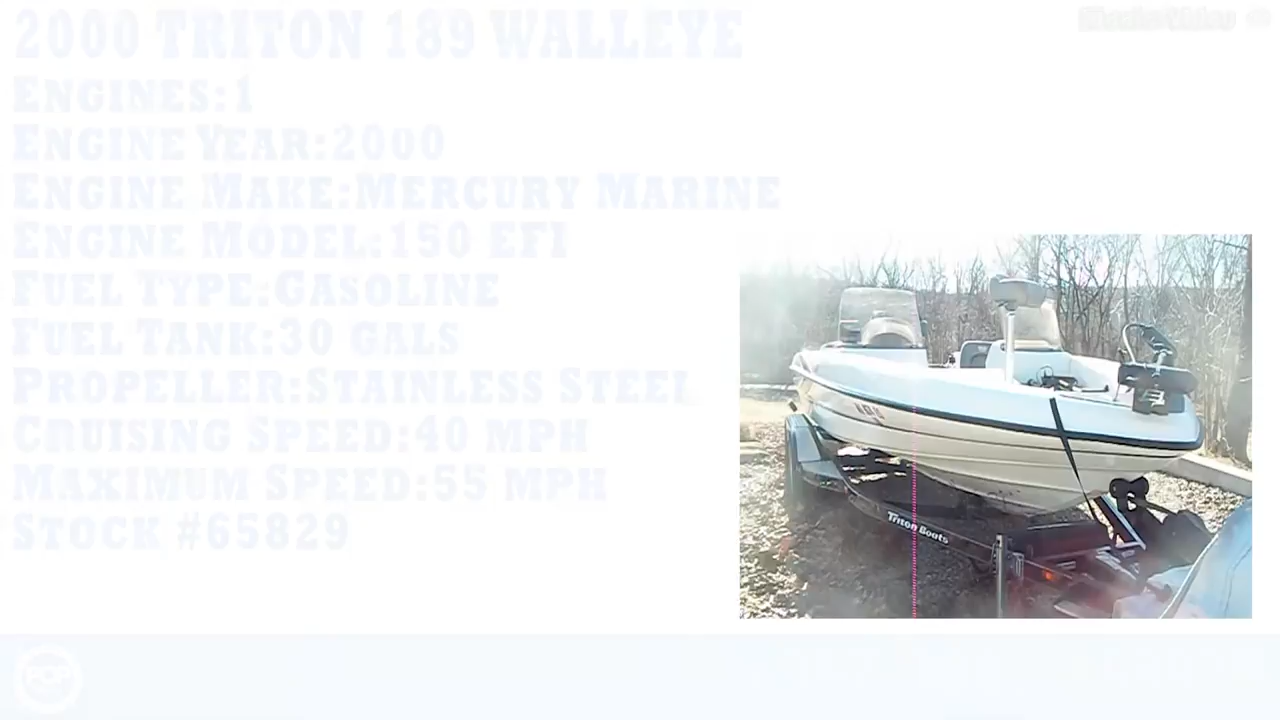 2000 Triton 189 Walleye
Engines:1
Engine Year:2000
Engine Make:Mercury Marine
Engine Model:150 EFI
Fuel Type:Gasoline
Fuel Tank:30 gals
Propeller:Stainless Steel
Cruising Speed:40 mph
Maximum Speed:55 mph
Stock #65829
Triton Boats
POP